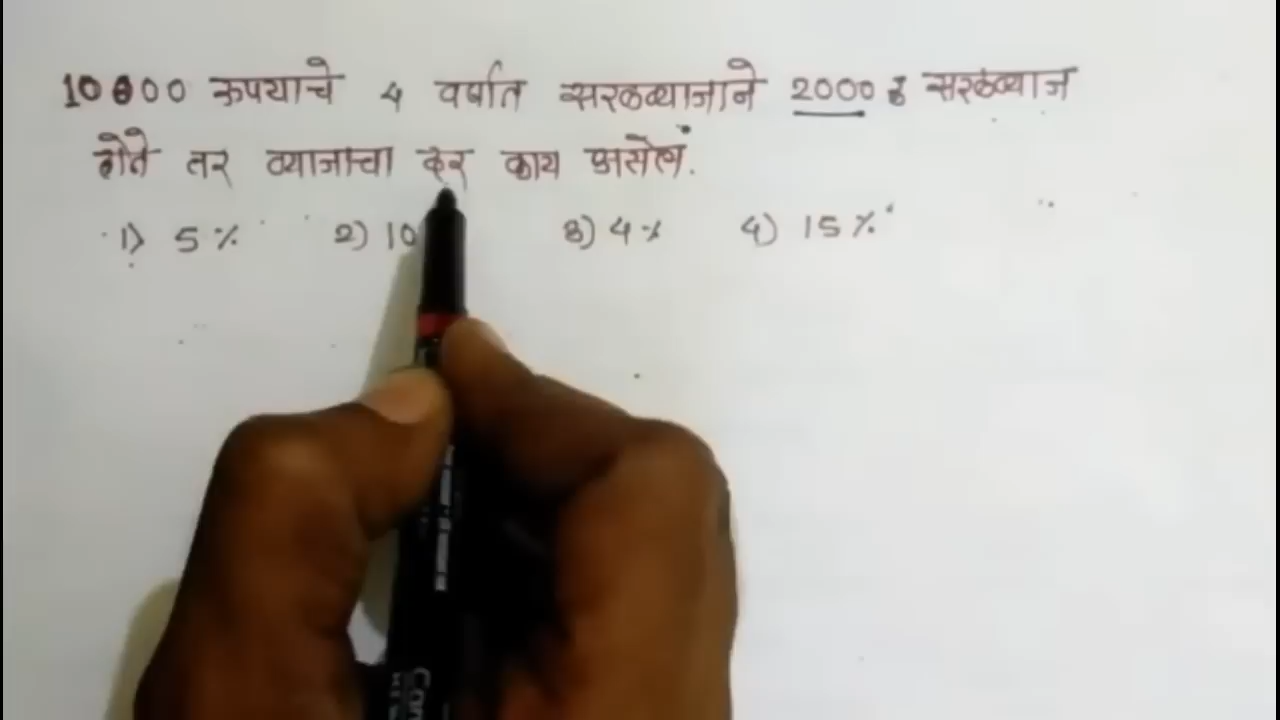 10000 रुपयाचे 4 वर्षात सरळव्याजाने 2000 रु सरळव्याज
होते तर व्याजाचा दर काय असेल.
1) 5% 2) 10 3) 4% 4) 15%